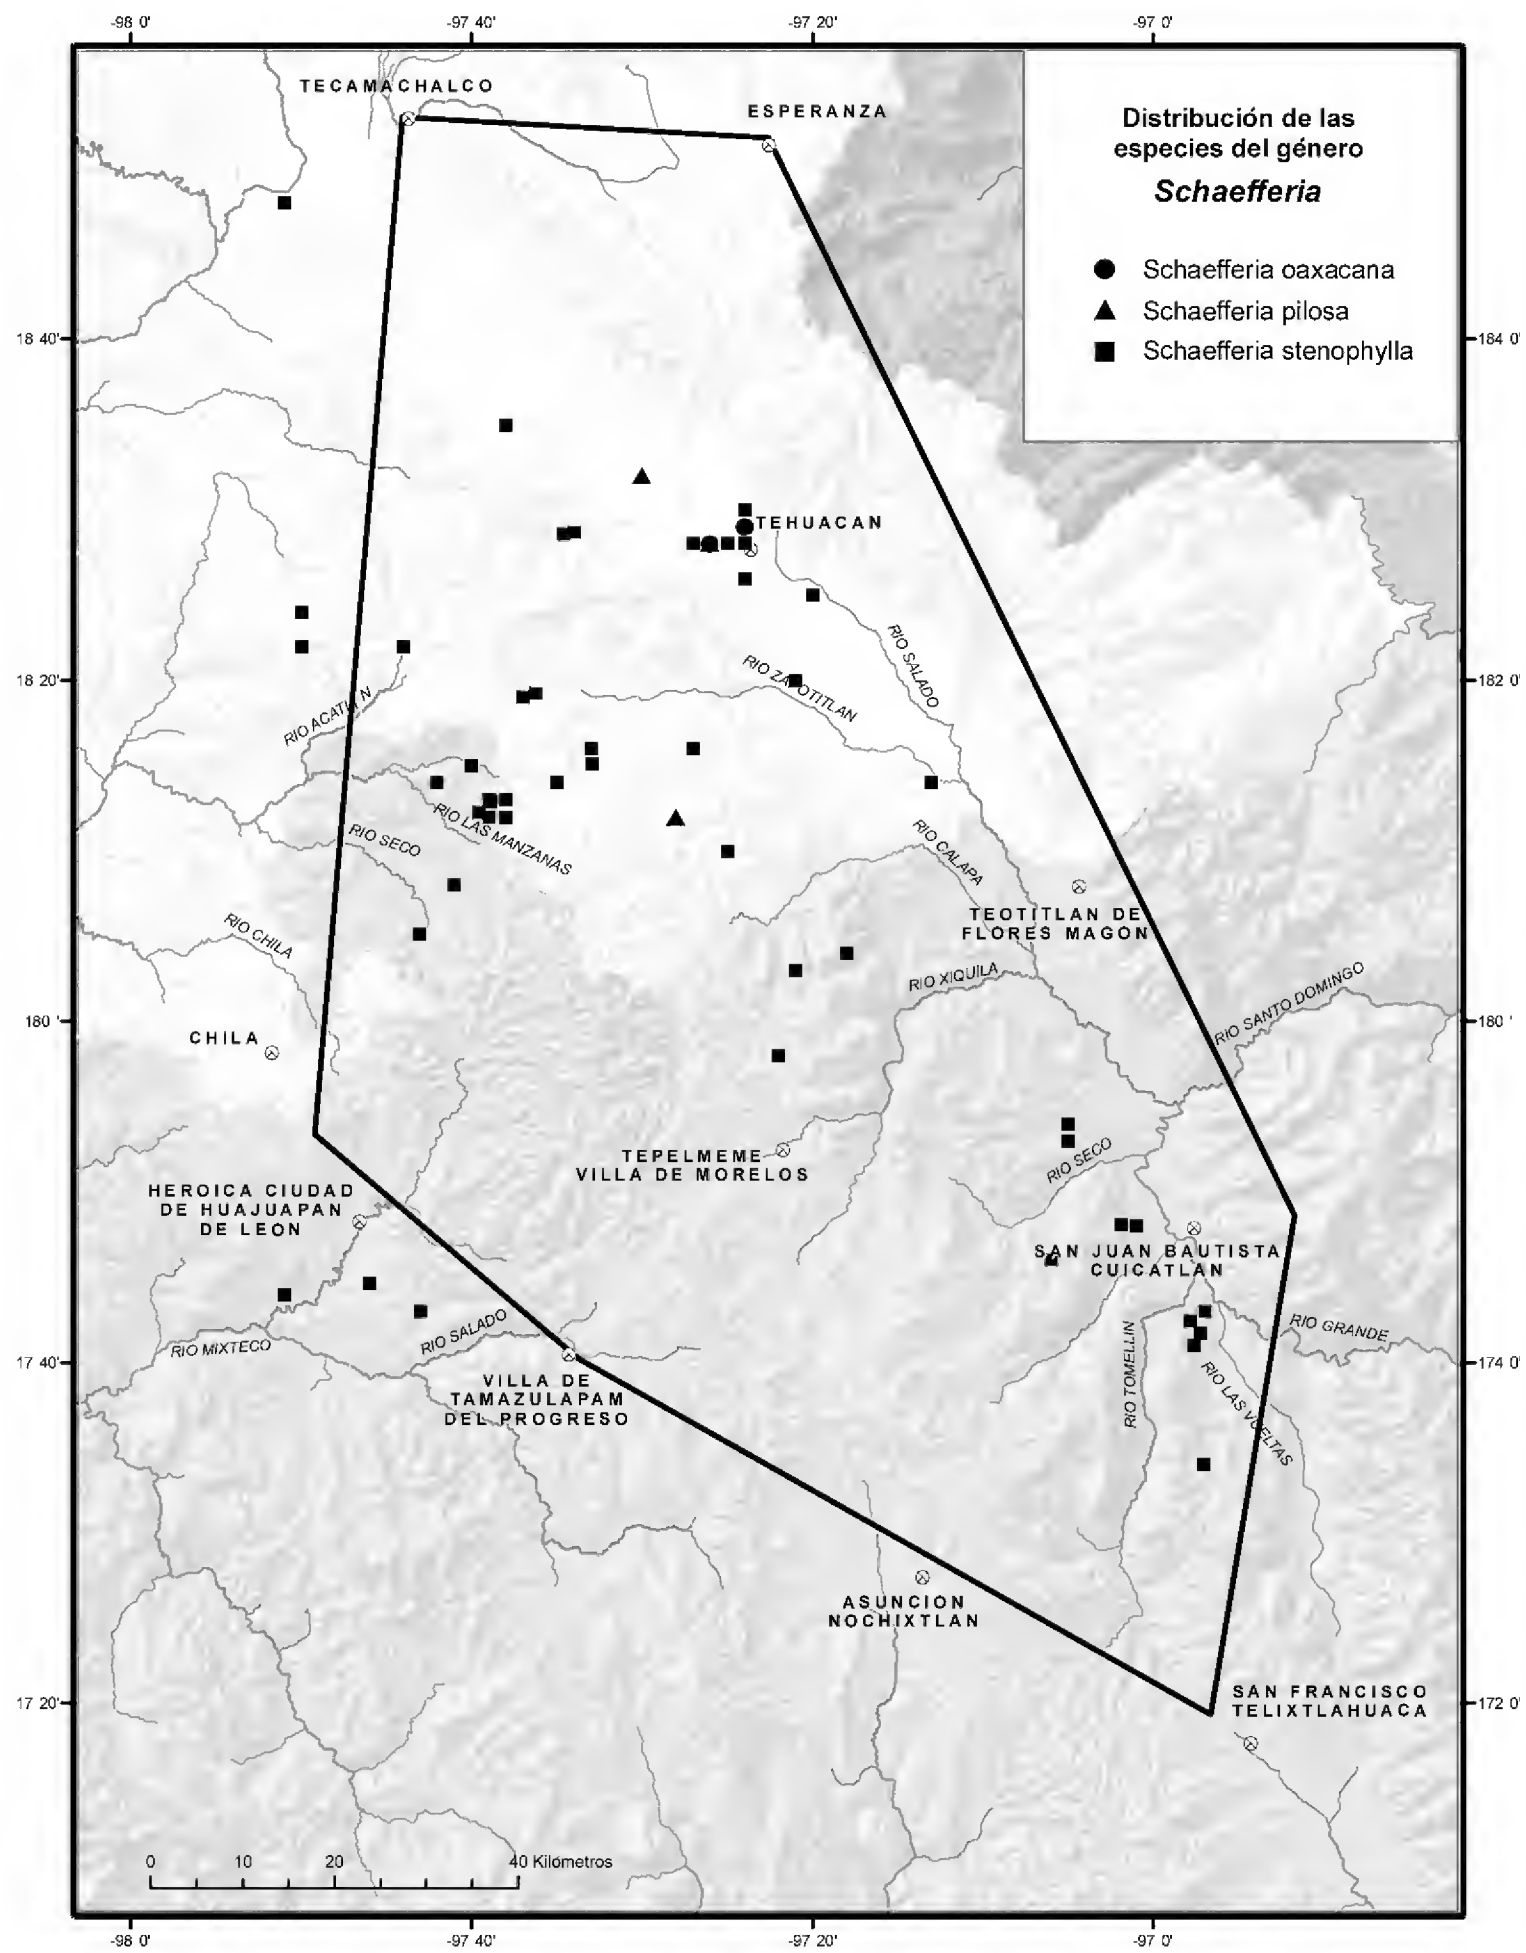 -98 0'
-97 40'
-97 20'
-97 0'
TECAMACHALCO
ESPERANZA
Distribución de las
especies del género
Schaefferia
Schaefferia oaxacana
Schaefferia pilosa
Schaefferia stenophylla
18 40'
184 0'
TEHUACAN
RIO SALADO
18 20'
182 0'
RIO ZAPOTITLAN
RIO ACATLAN
RIO LAS MANZANAS
RIO SECO
RIO CALAPA
TEOTITLAN DE
FLORES MAGON
RIO CHILA
RIO XIQUILA
RIO SANTO DOMINGO
180 '
180 '
CHILA
TEPELMEME
VILLA DE MORELOS
RIO SECO
HEROICA CIUDAD
DE HUAJUAPAN
DE LEON
SAN JUAN BAUTISTA
CUICATLAN
RIO MIXTECO
RIO SALADO
RIO GRANDE
RIO TOMELLIN
RIO LAS VUELTAS
17 40'
174 0'
VILLA DE
TAMAZULAPAM
DEL PROGRESO
ASUNCION
NOCHIXTLAN
17 20'
172 0'
SAN FRANCISCO
TELIXTLAHUACA
0 10 20 40 Kilómetros
-98 0'
-97 40'
-97 20'
-97 0'